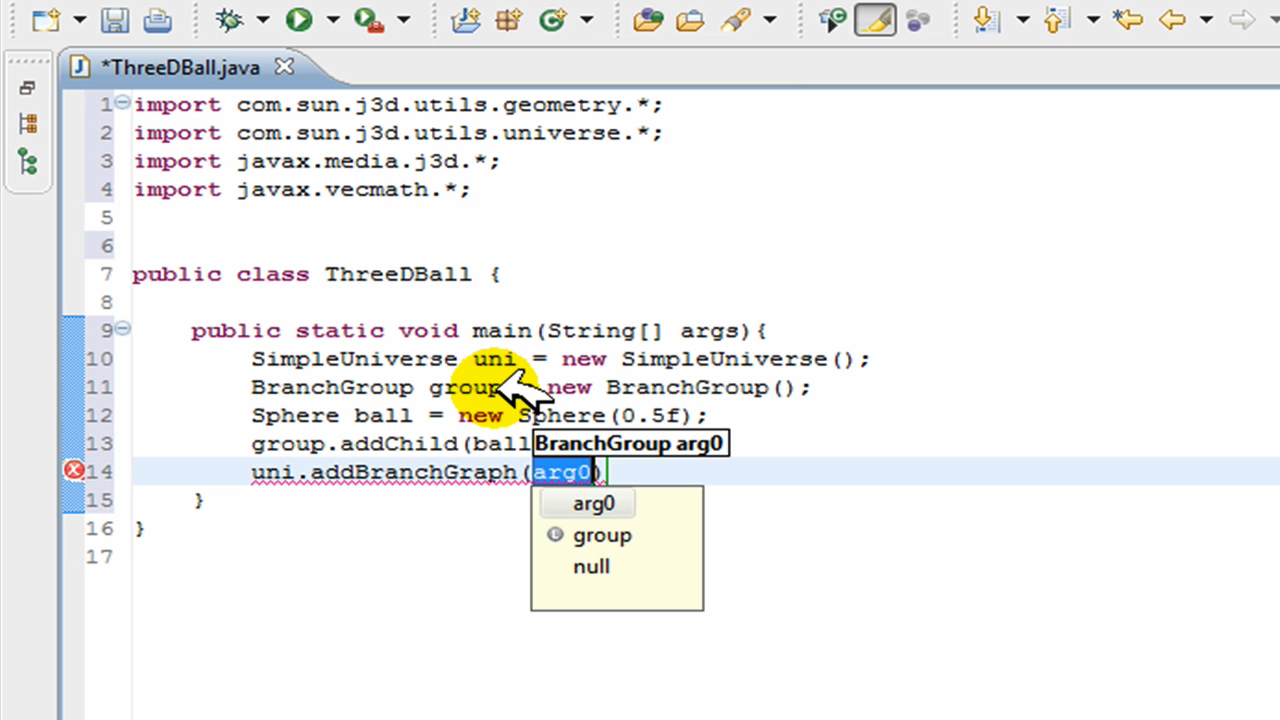 *ThreeDBall.java
1 import com.sun.j3d.utils.geometry.*;
2 import com.sun.j3d.utils.universe.*;
3 import javax.media.j3d.*;
4 import javax.vecmath.*;
5
6
7 public class ThreeDBall {
8
9 public static void main(String[] args){
10 SimpleUniverse uni = new SimpleUniverse();
11 BranchGroup group new BranchGroup();
12 Sphere ball = new Sphere(0.5f);
13 group.addChild(ball
BranchGroup arg0
14 uni.addBranchGraph(arg0)
arg0
15 }
group
16 }
17
null